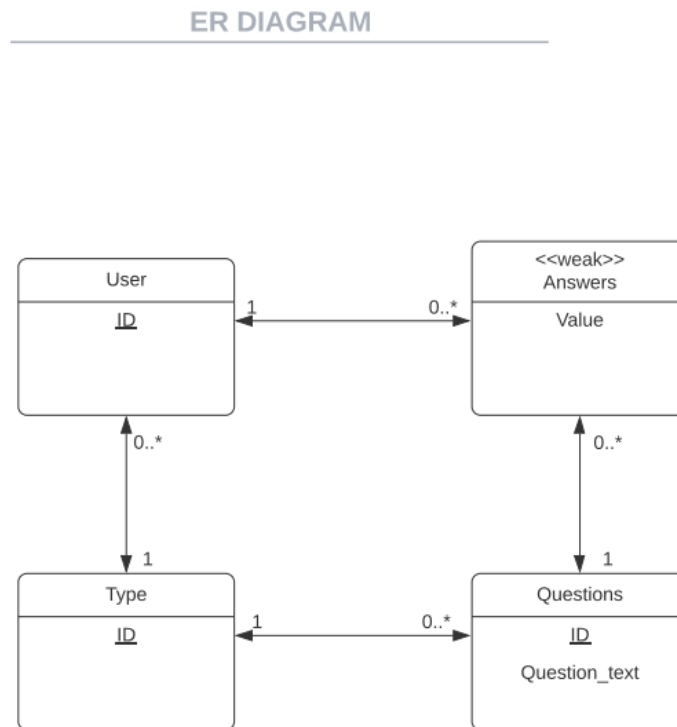 ER DIAGRAM
<<weak>>
User
Answers
ID
Value
1
0..*
0..*
0..*
1
1
Type
Questions
ID
1
0..*
ID
Question_text